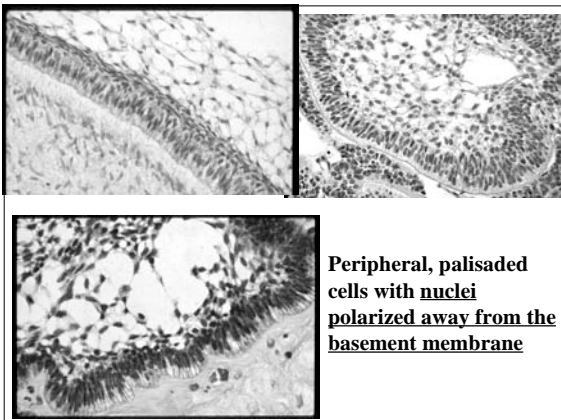 Peripheral, palisaded
cells with nuclei
polarized away from the
basement membrane